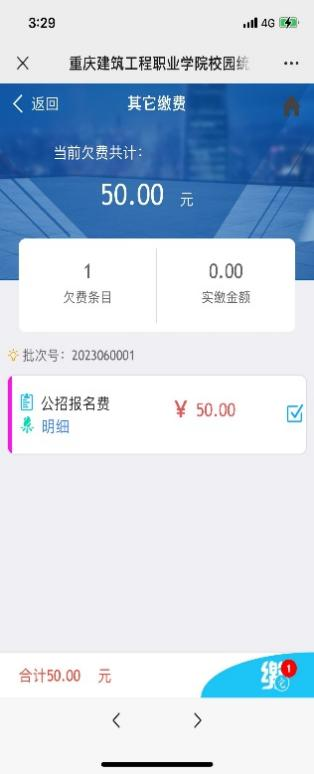 3:29
4G
重庆建筑工程职业学院校园统
返回
其它缴费
当前欠费共计：
50.00 元
1
0.00
欠费条目
实缴金额
批次号：2023060001
公招报名费
¥ 50.00
明细
合计50.00 元
缴
1